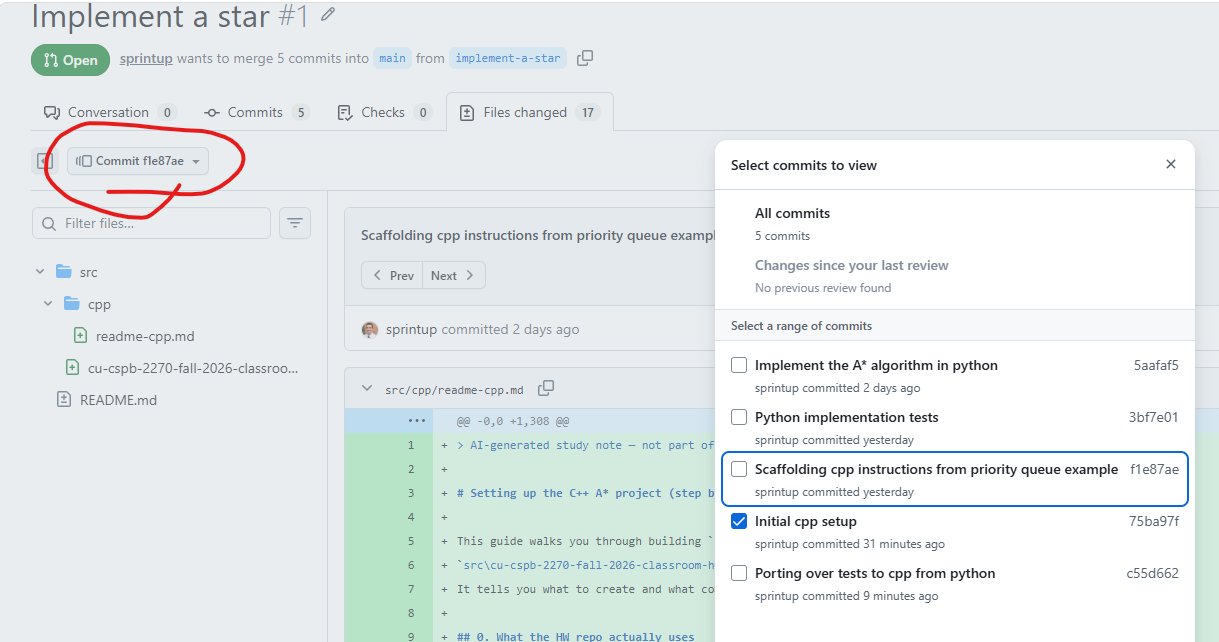 Implement a star #1
Open
sprintup wants to merge 5 commits into main from implement-a-star
Conversation 0
Commits 5
Checks 0
Files changed 17
Commit f1e87ae
Filter files...
src
cpp
readme-cpp.md
cu-cspb-2270-fall-2026-classroo...
README.md
Scaffolding cpp instructions from priority queue exampl
Prev
Next
sprintup committed 2 days ago
src/cpp/readme-cpp.md
@@ -0,0 +1,308 @@
1 + > AI-generated study note — not part of
2 +
3 + # Setting up the C++ A* project (step b
4 +
5 + This guide walks you through building `
6 + `src\cu-cspb-2270-fall-2026-classroom-h
7 + It tells you what to create and what co
8 +
9 + ## 0. What the HW repo actually uses
Select commits to view
All commits
5 commits
Changes since your last review
No previous review found
Select a range of commits
Implement the A* algorithm in python 5aafaf5
sprintup committed 2 days ago
Python implementation tests 3bf7e01
sprintup committed yesterday
Scaffolding cpp instructions from priority queue example f1e87ae
sprintup committed yesterday
Initial cpp setup 75ba97f
sprintup committed 31 minutes ago
Porting over tests to cpp from python c55d662
sprintup committed 9 minutes ago